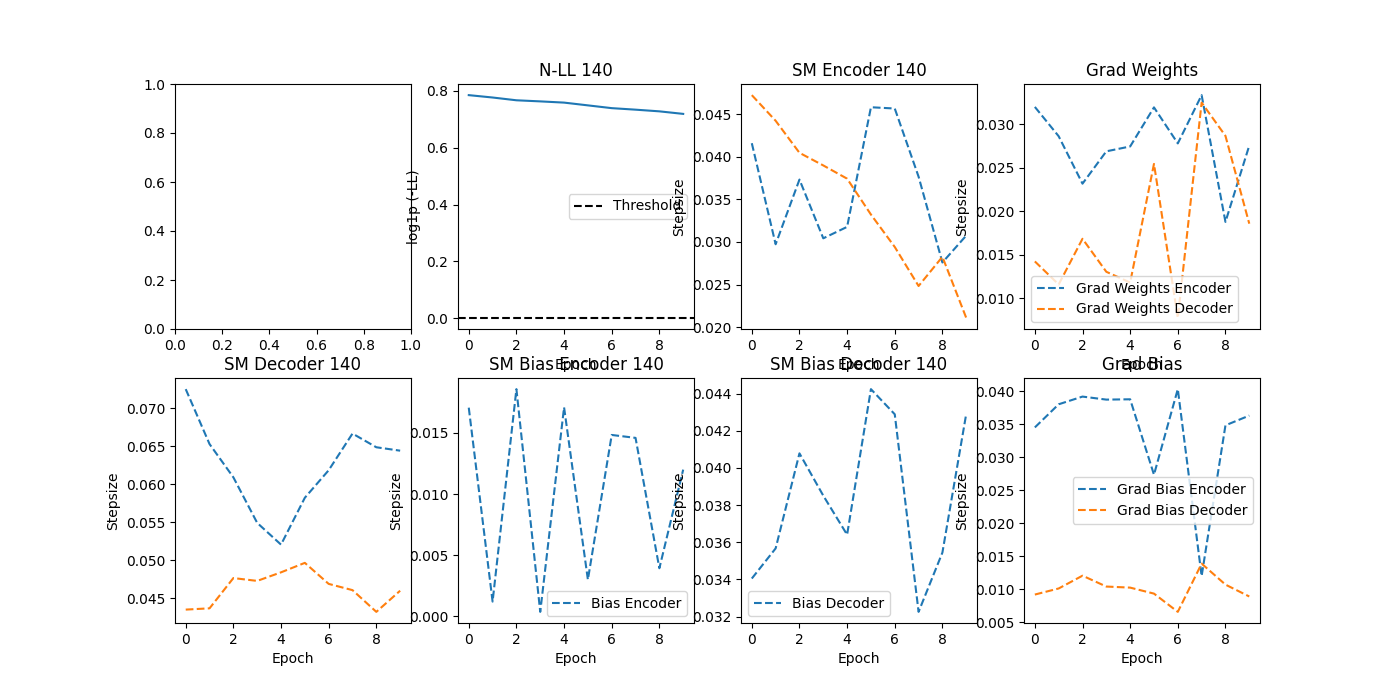 N-LL 140
SM Encoder 140
Grad Weights
1.0
0.8
0.6
0.4
0.2
0.0
0.0 0.2 0.4 0.6 0.8 1.0
log1p (-LL)
0.8
0.6
0.4
0.2
0.0
Threshold
0 2 4 6 8
Epoch
Stepsize
0.045
0.040
0.035
0.030
0.025
0.020
0 2 4 6 8
Epoch
Stepsize
0.030
0.025
0.020
0.015
0.010
Grad Weights Encoder
Grad Weights Decoder
0 2 4 6 8
Epoch
SM Decoder 140
SM Bias Encoder 140
SM Bias Decoder 140
Grad Bias
Stepsize
0.070
0.065
0.060
0.055
0.050
0.045
0 2 4 6 8
Epoch
Stepsize
0.015
0.010
0.005
0.000
Bias Encoder
0 2 4 6 8
Epoch
Stepsize
0.044
0.042
0.040
0.038
0.036
0.034
0.032
Bias Decoder
0 2 4 6 8
Epoch
Stepsize
0.040
0.035
0.030
0.025
0.020
0.015
0.010
0.005
Grad Bias Encoder
Grad Bias Decoder
0 2 4 6 8
Epoch